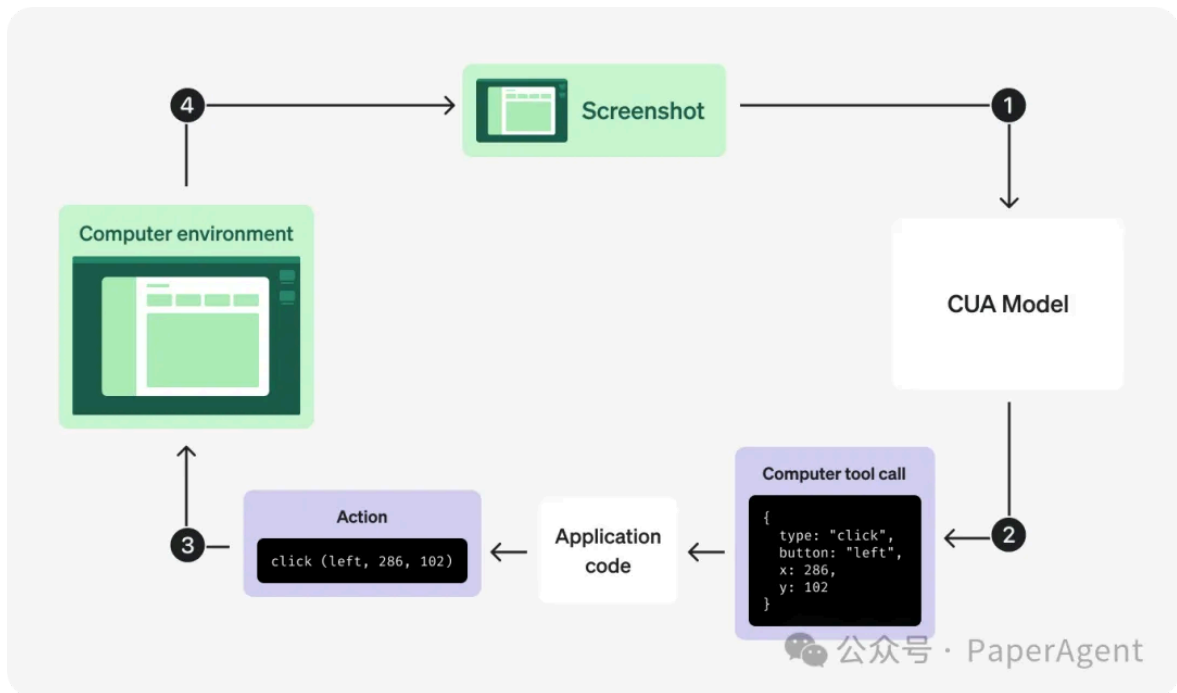 4
Screenshot
1
Computer environment
CUA Model
Computer tool call
{
type: "click",
button: "left",
x: 286,
y: 102
}
2
Application
code
Action
click (left, 286, 102)
3
公众号 · PaperAgent